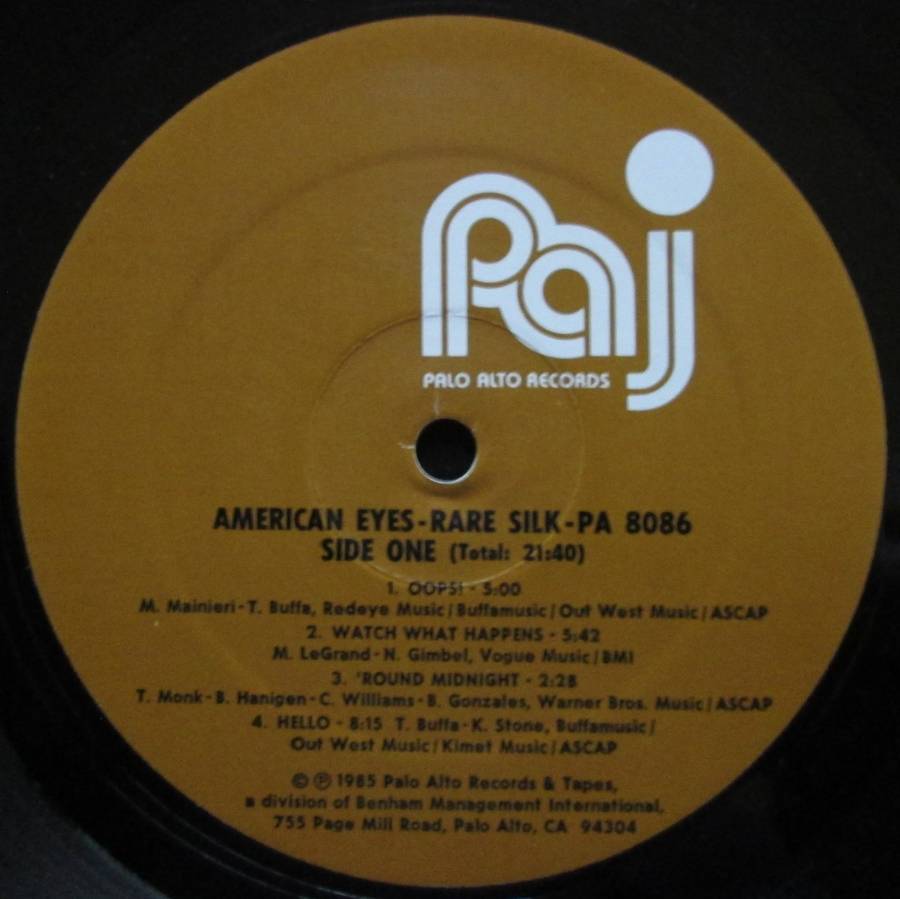 Paj
PALO ALTO RECORDS
AMERICAN EYES-RARE SILK-PA 8086
SIDE ONE (Total: 21:40)
1. OOPS! - 5:00
M. Mainieri-T. Buffa, Redeye Music/Buffamusic/Out West Music/ASCAP
2. WATCH WHAT HAPPENS - 5:42
M. LeGrand-N. Gimbel, Vogue Music/BMI
3. 'ROUND MIDNIGHT - 2:28
T. Monk-B. Hanigen-C. Williams-B. Gonzales, Warner Bros. Music/ASCAP
4. HELLO - 8:15 T. Buffa-K. Stone, Buffamusic/
Out West Music/Kimet Music/ASCAP
© ℗ 1985 Palo Alto Records & Tapes,
a division of Benham Management International,
755 Page Mill Road, Palo Alto, CA 94304